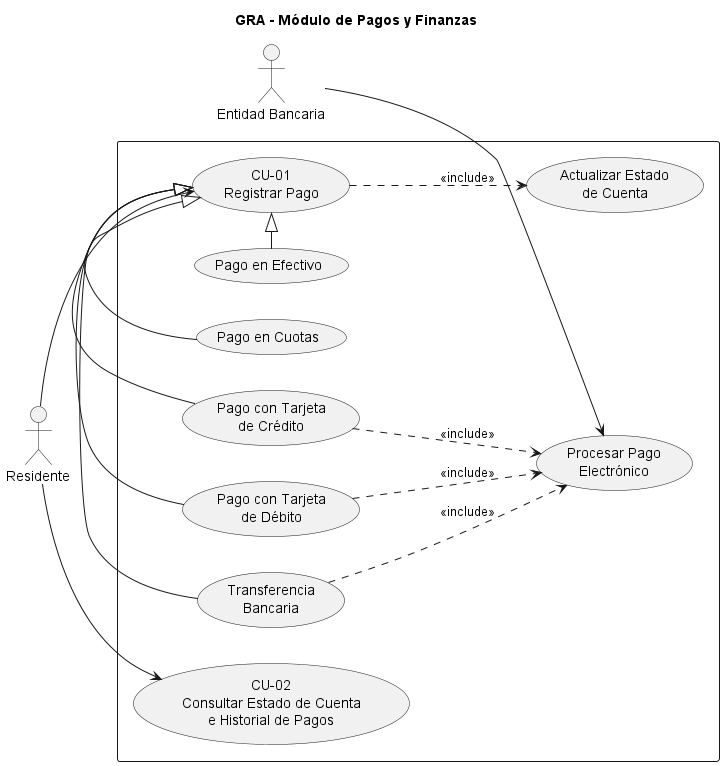 GRA - Módulo de Pagos y Finanzas
Entidad Bancaria
CU-01
Registrar Pago
«include»
Actualizar Estado
de Cuenta
Pago en Efectivo
Pago en Cuotas
Pago con Tarjeta
de Crédito
«include»
Procesar Pago
Electrónico
Residente
Pago con Tarjeta
de Débito
«include»
«include»
Transferencia
Bancaria
CU-02
Consultar Estado de Cuenta
e Historial de Pagos